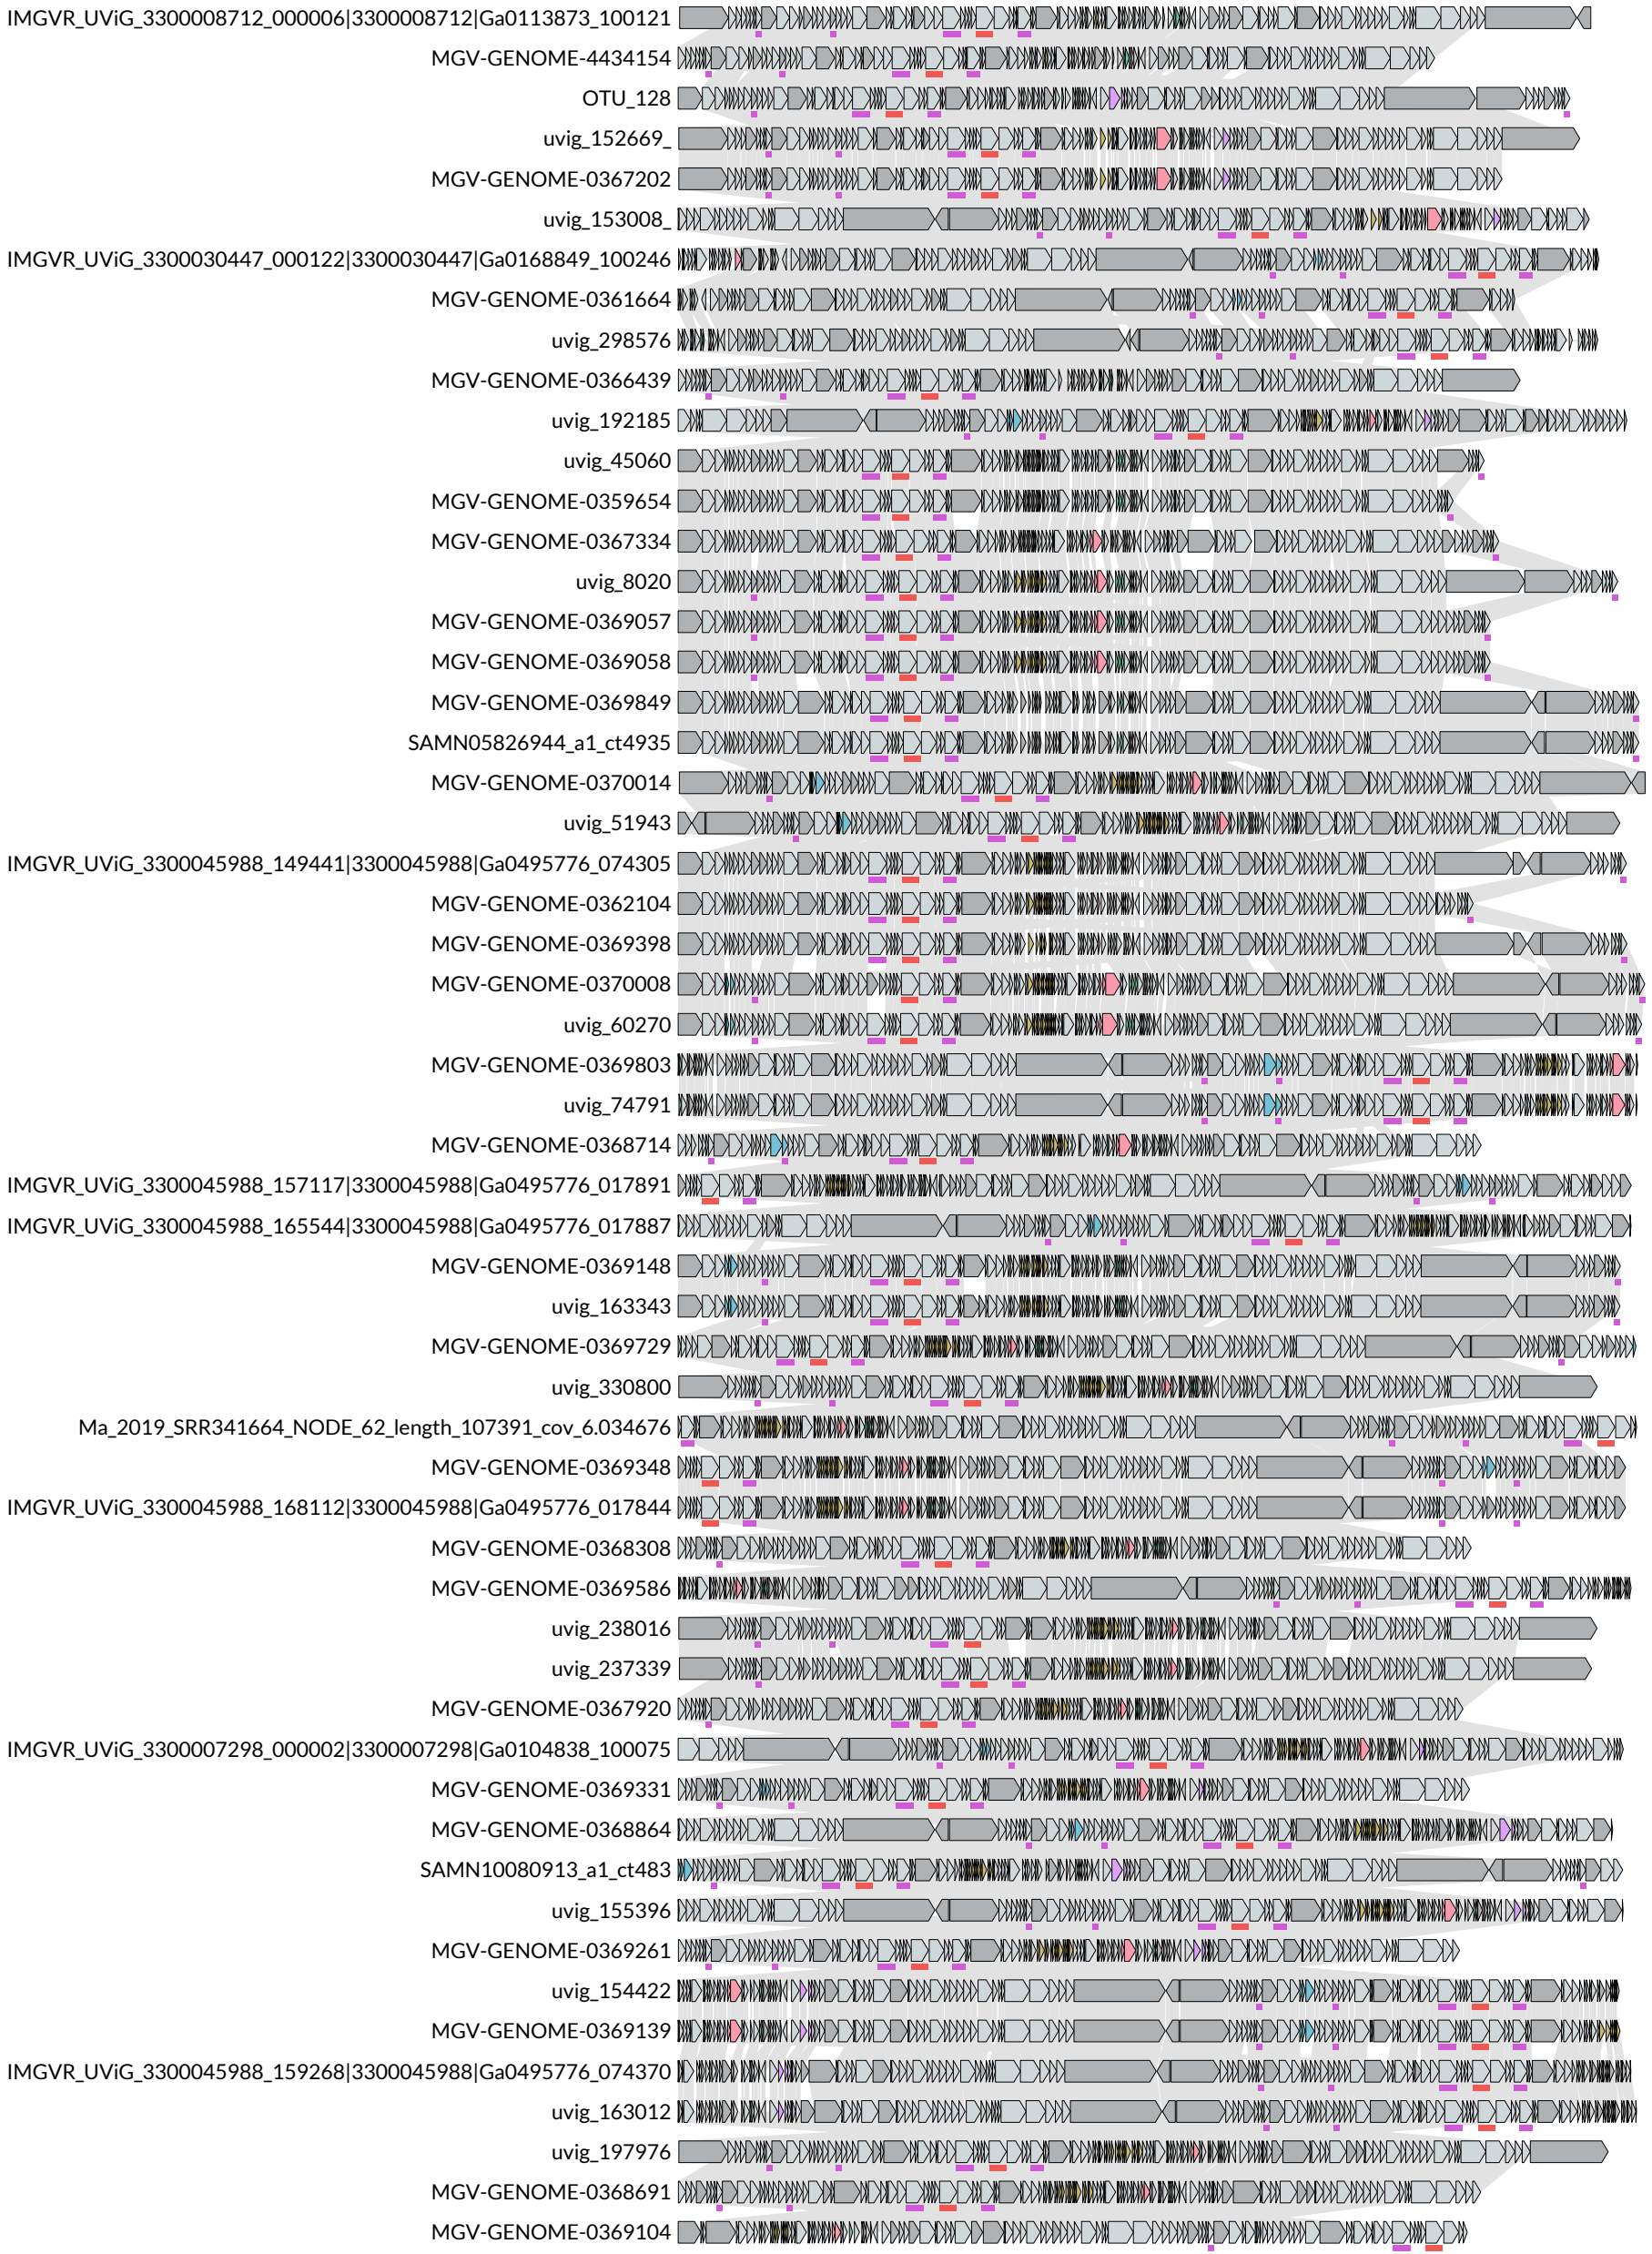 IMGVR_UViG_3300008712_000006|3300008712|Ga0113873_100121
MGV-GENOME-4434154
OTU_128
uvig_152669_
MGV-GENOME-0367202
uvig_153008_
IMGVR_UViG_3300030447_000122|3300030447|Ga0168849_100246
MGV-GENOME-0361664
uvig_298576
MGV-GENOME-0366439
uvig_192185
uvig_45060
MGV-GENOME-0359654
MGV-GENOME-0367334
uvig_8020
MGV-GENOME-0369057
MGV-GENOME-0369058
MGV-GENOME-0369849
SAMN05826944_a1_ct4935
MGV-GENOME-0370014
uvig_51943
IMGVR_UViG_3300045988_149441|3300045988|Ga0495776_074305
MGV-GENOME-0362104
MGV-GENOME-0369398
MGV-GENOME-0370008
uvig_60270
MGV-GENOME-0369803
uvig_74791
MGV-GENOME-0368714
IMGVR_UViG_3300045988_157117|3300045988|Ga0495776_017891
IMGVR_UViG_3300045988_165544|3300045988|Ga0495776_017887
MGV-GENOME-0369148
uvig_163343
MGV-GENOME-0369729
uvig_330800
Ma_2019_SRR341664_NODE_62_length_107391_cov_6.034676
MGV-GENOME-0369348
IMGVR_UViG_3300045988_168112|3300045988|Ga0495776_017844
MGV-GENOME-0368308
MGV-GENOME-0369586
uvig_238016
uvig_237339
MGV-GENOME-0367920
IMGVR_UViG_3300007298_000002|3300007298|Ga0104838_100075
MGV-GENOME-0369331
MGV-GENOME-0368864
SAMN10080913_a1_ct483
uvig_155396
MGV-GENOME-0369261
uvig_154422
MGV-GENOME-0369139
IMGVR_UViG_3300045988_159268|3300045988|Ga0495776_074370
uvig_163012
uvig_197976
MGV-GENOME-0368691
MGV-GENOME-0369104